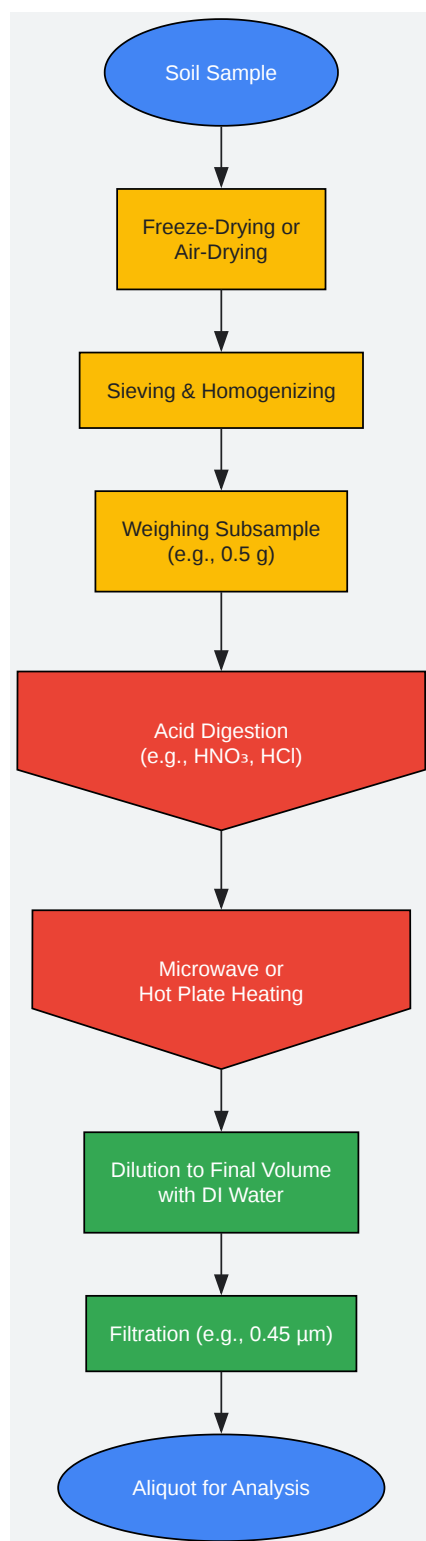 Soil Sample
Freeze-Drying or
Air-Drying
Sieving & Homogenizing
Weighing Subsample
(e.g., 0.5 g)
Acid Digestion
(e.g., HNO₃, HCl)
Microwave or
Hot Plate Heating
Dilution to Final Volume
with DI Water
Filtration (e.g., 0.45 µm)
Aliquot for Analysis